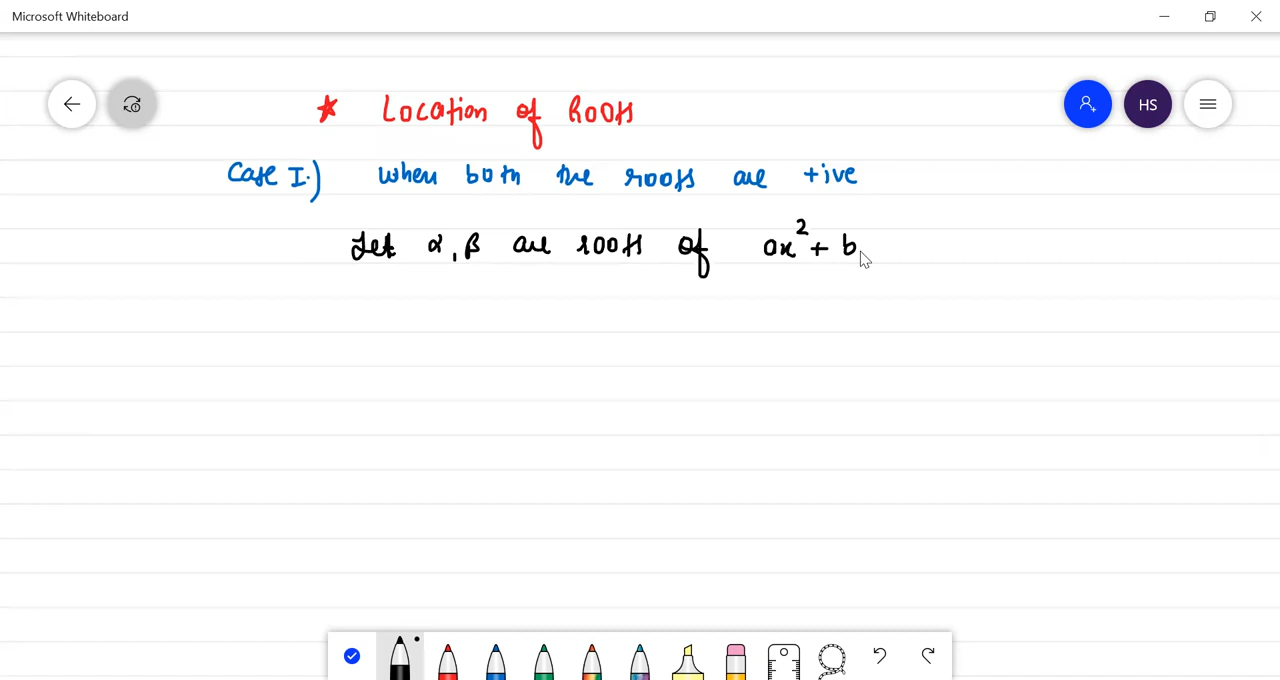 Microsoft Whiteboard
★ Location of Roots
HS
Case I.) when both the roots are +ive
Let α, β are roots of ax² + b